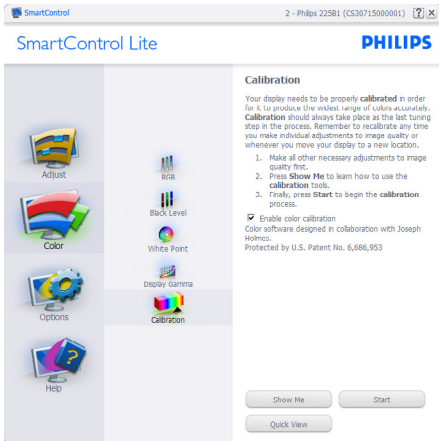 SmartControl
2 - Philips 225B1 (CS30715000001)
? X
SmartControl Lite
PHILIPS
Adjust
Color
Options
Help
RGB
Black Level
White Point
Display Gamma
Calibration
Calibration
Your display needs to be properly calibrated in order
for it to produce the widest range of colors accurately.
Calibration should always take place as the last tuning
step in the process. Remember to recalibrate any time
you make individual adjustments to image quality or
whenever you move your display to a new location.
1. Make all other necessary adjustments to image
quality first.
2. Press Show Me to learn how to use the
calibration tools.
3. Finally, press Start to begin the calibration
process.
Enable color calibration
Color software designed in collaboration with Joseph
Holmes.
Protected by U.S. Patent No. 6,686,953
Show Me
Start
Quick View